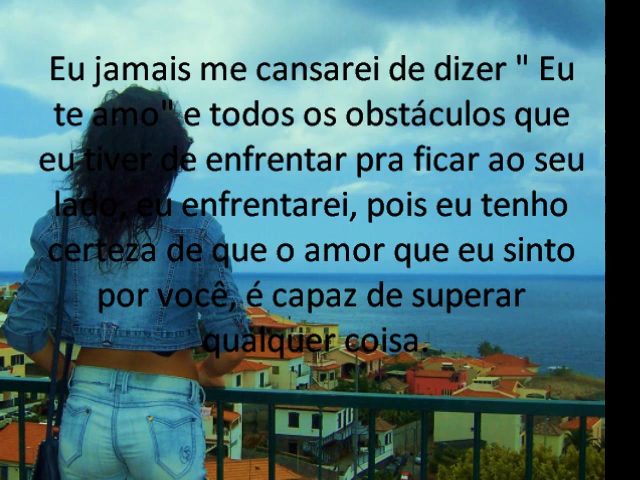 Eu jamais me cansarei de dizer " Eu
te amo" e todos os obstáculos que
eu tiver de enfrentar pra ficar ao seu
lado, eu enfrentarei, pois eu tenho
certeza de que o amor que eu sinto
por você, é capaz de superar
qualquer coisa.